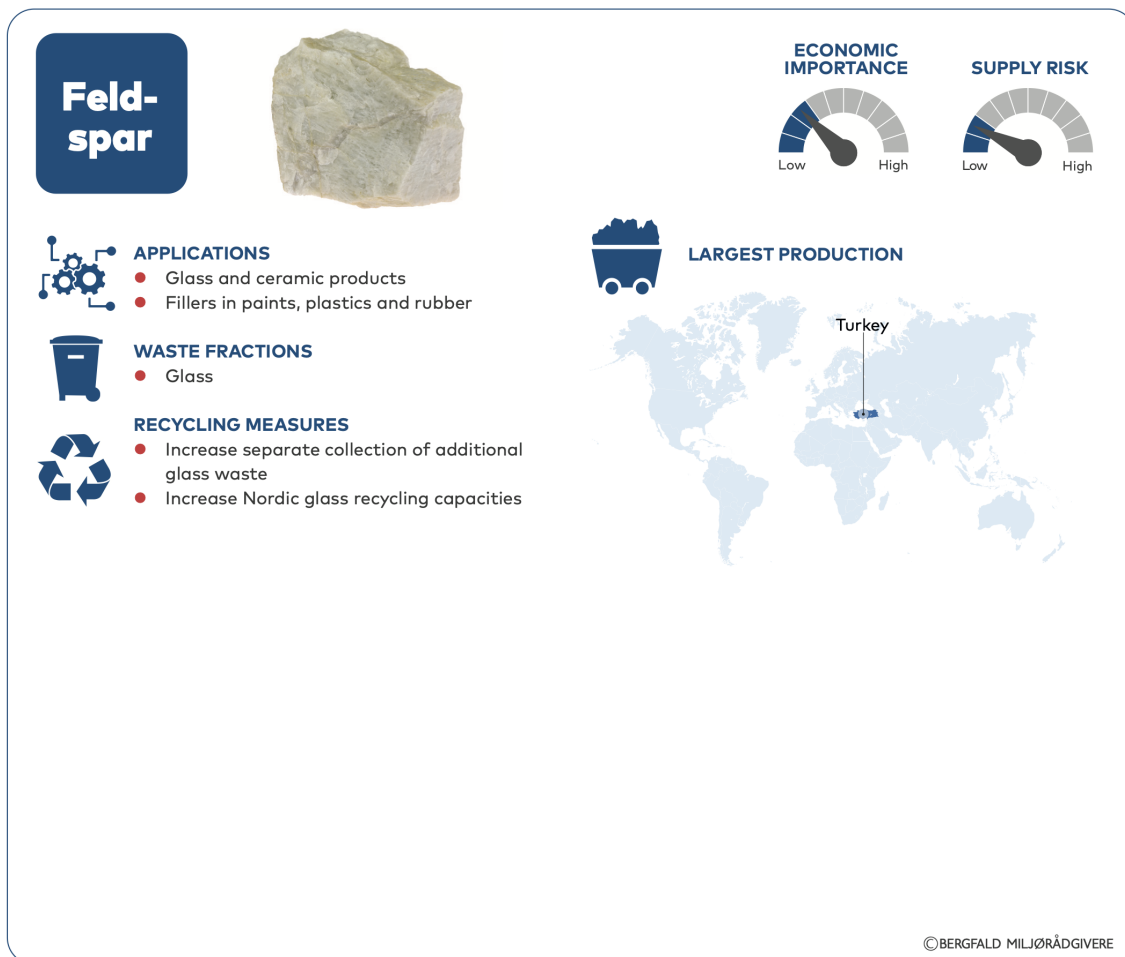 Feld-
spar
ECONOMIC
IMPORTANCE
Low
High
SUPPLY RISK
Low
High
APPLICATIONS
Glass and ceramic products
Fillers in paints, plastics and rubber
WASTE FRACTIONS
Glass
RECYCLING MEASURES
Increase separate collection of additional
glass waste
Increase Nordic glass recycling capacities
LARGEST PRODUCTION
Turkey
©BERGFALD MILJØRÅDGIVERE